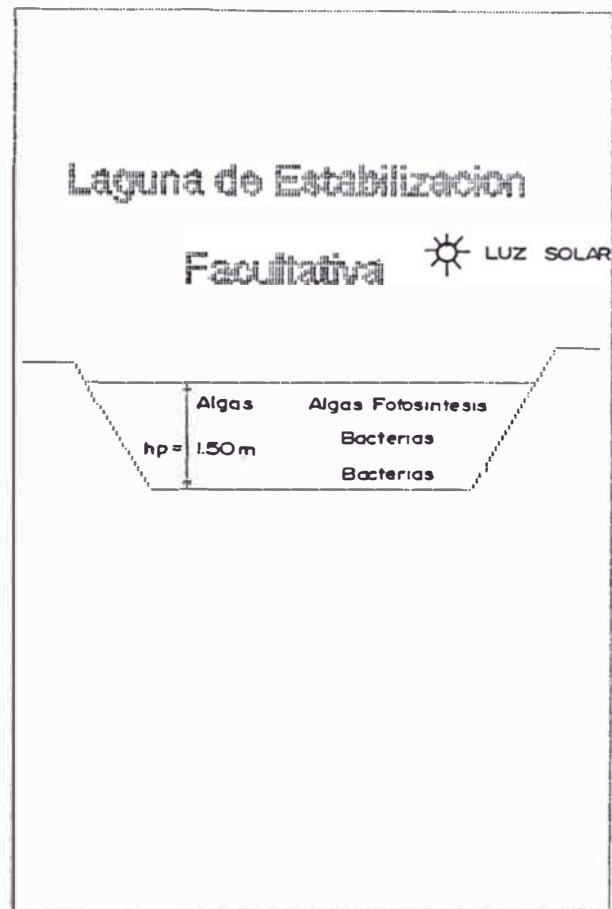 Laguna de Estabilizacion
Facultativa
LUZ SOLAR
Algas Algas Fotosintesis
hp= 1.50 m Bacterias
Bacterias